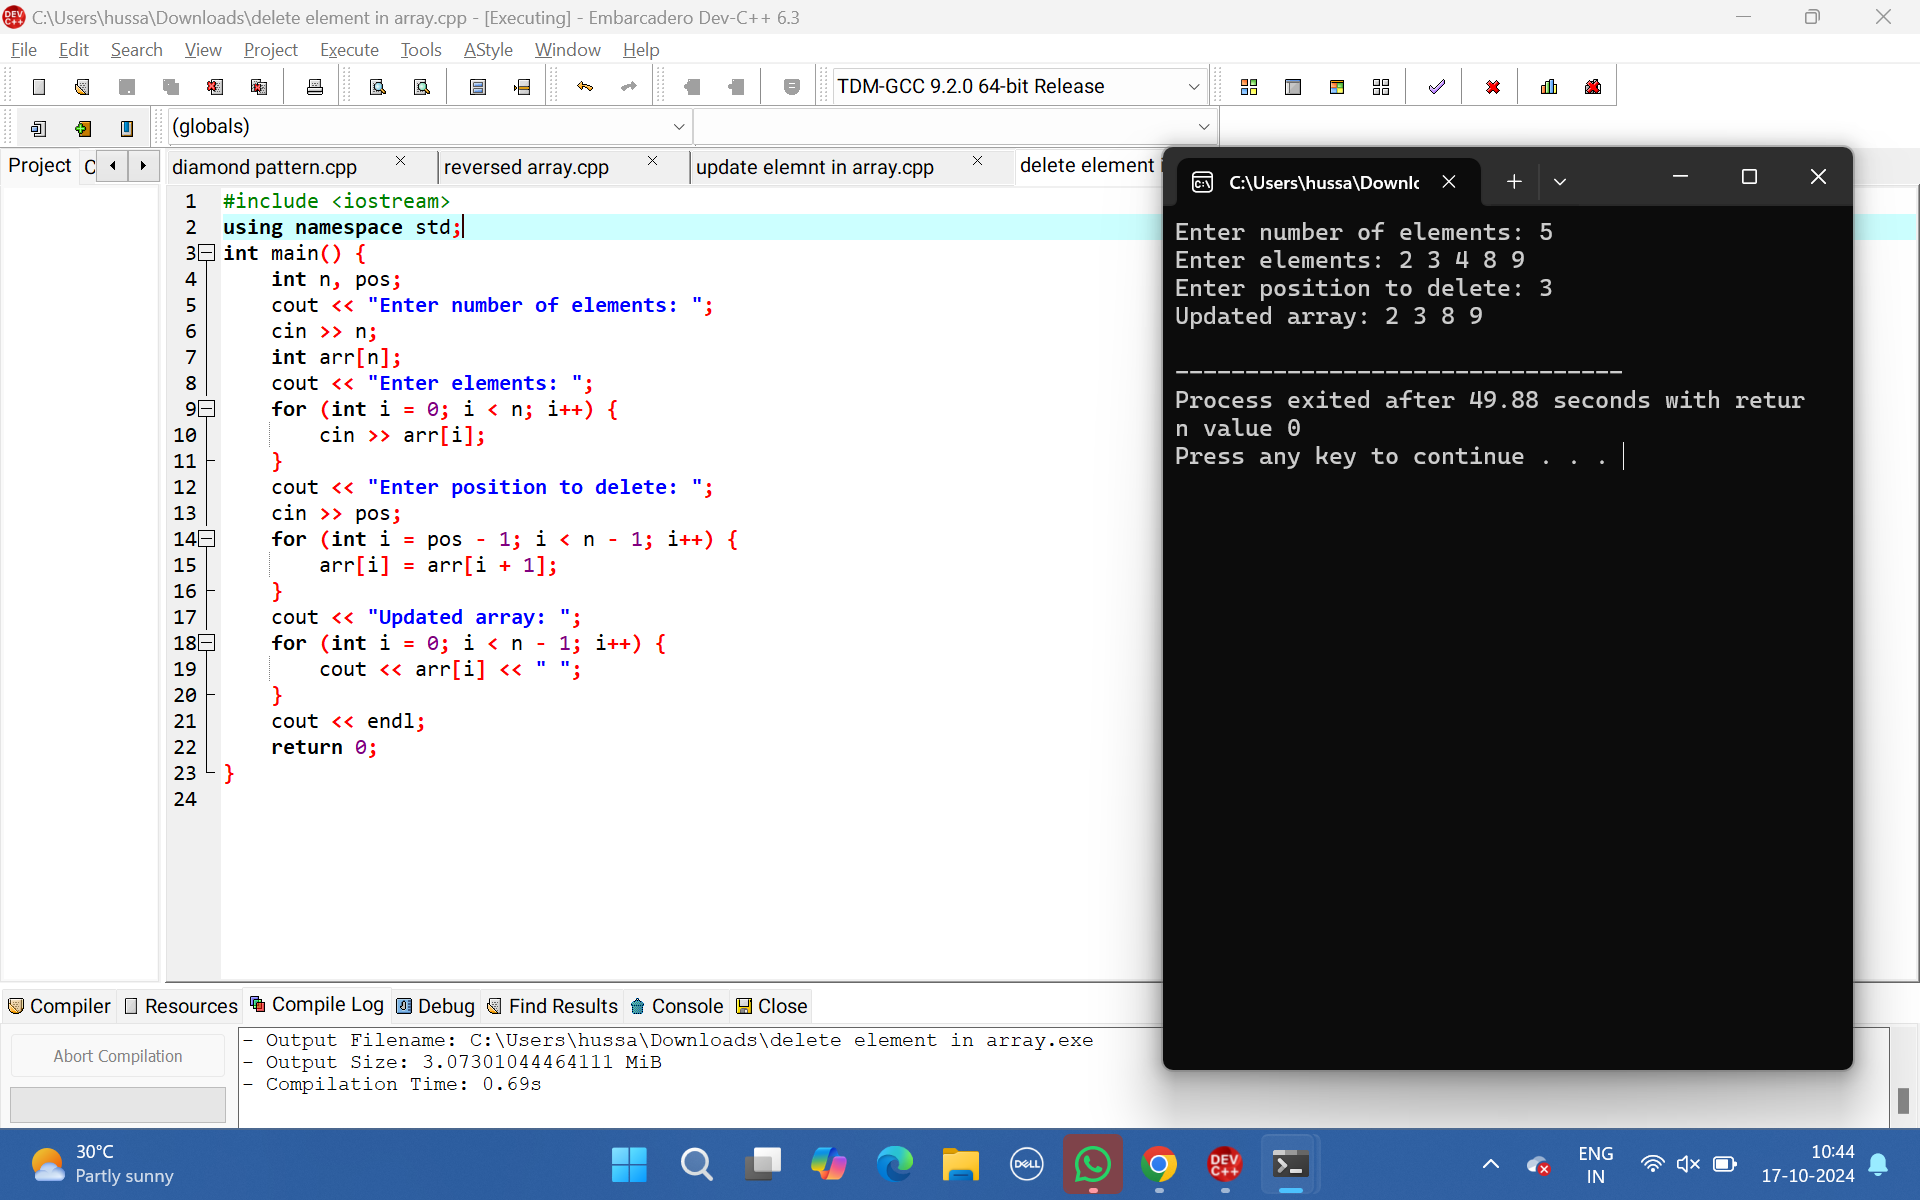 C:\Users\hussa\Downloads\delete element in array.cpp - [Executing] - Embarcadero Dev-C++ 6.3
File Edit Search View Project Execute Tools AStyle Window Help
TDM-GCC 9.2.0 64-bit Release
(globals)
Project C
diamond pattern.cpp reversed array.cpp update elemnt in array.cpp delete element i
1 #include <iostream>
2 using namespace std;
3 int main() {
4 int n, pos;
5 cout << "Enter number of elements: ";
6 cin >> n;
7 int arr[n];
8 cout << "Enter elements: ";
9 for (int i = 0; i < n; i++) {
10 cin >> arr[i];
11 }
12 cout << "Enter position to delete: ";
13 cin >> pos;
14 for (int i = pos - 1; i < n - 1; i++) {
15 arr[i] = arr[i + 1];
16 }
17 cout << "Updated array: ";
18 for (int i = 0; i < n - 1; i++) {
19 cout << arr[i] << " ";
20 }
21 cout << endl;
22 return 0;
23 }
24
C:\Users\hussa\Downlc
Enter number of elements: 5
Enter elements: 2 3 4 8 9
Enter position to delete: 3
Updated array: 2 3 8 9
--------------------------------
Process exited after 49.88 seconds with retur
n value 0
Press any key to continue . . .
Compiler Resources Compile Log Debug Find Results Console Close
Abort Compilation
- Output Filename: C:\Users\hussa\Downloads\delete element in array.exe
- Output Size: 3.07301044464111 MiB
- Compilation Time: 0.69s
30°C
Partly sunny
DELL
DEV
C++
ENG
IN
10:44
17-10-2024